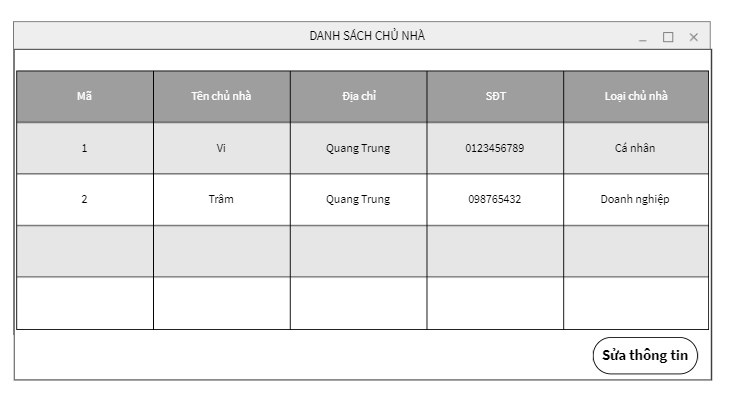 DANH SÁCH CHỦ NHÀ
Mã Tên chủ nhà Địa chỉ SĐT Loại chủ nhà
1 Vi Quang Trung 0123456789 Cá nhân
2 Trâm Quang Trung 098765432 Doanh nghiệp
Sửa thông tin